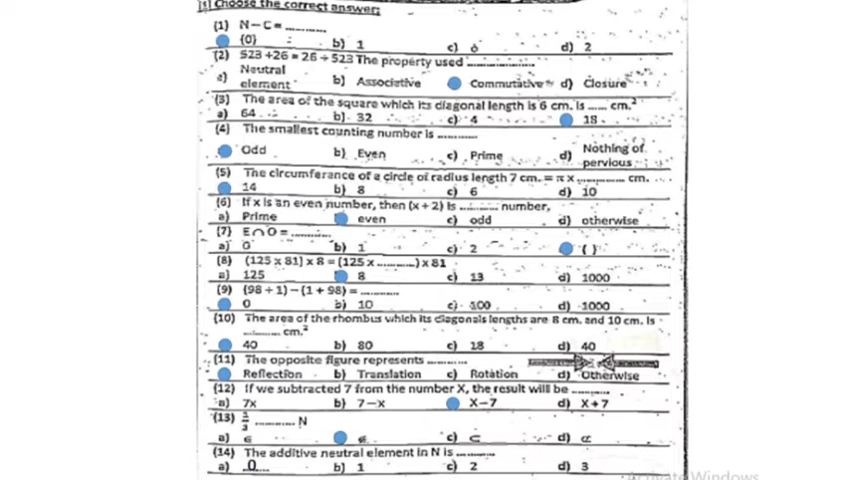 [1] Choose the correct answer:
(1) N – C = ............
{0} b) 1 c) ϕ d) 2
(2) 523 +26 = 26 + 523 The property used ..................
a) Neutral element b) Associative Commutative d) Closure
(3) The area of the square which its diagonal length is 6 cm. is ...... cm.²
a) 64 b) 32 c) 4 18
(4) The smallest counting number is ............
Odd b) Even c) Prime d) Nothing of pervious
(5) The circumferance of a circle of radius length 7 cm. = π x .............. cm.
14 b) 8 c) 6 d) 10
(6) If x is an even number, then (x + 2) is ........... number,
a) Prime even c) odd d) otherwise
(7) E ∩ O = ............
a) 0 b) 1 c) 2 { }
(8) (125 x 81) x 8 = (125 x ............) x 81
a) 125 8 c) 13 d) 1000
(9) (98 + 1) – (1 + 98) = ............
0 b) 10 c) 100 d) 1000
(10) The area of the rhombus which its diagonals lengths are 8 cm. and 10 cm. is
............ cm.²
40 b) 80 c) 18 d) 40
(11) The opposite figure represents ............
Reflection b) Translation c) Rotation d) Otherwise
(12) If we subtracted 7 from the number X, the result will be ............
a) 7x b) 7 – x X – 7 d) X + 7
(13) ............ N
a) ∈ ∉ c) ⊂ d) ⊄
(14) The additive neutral element in N is ............
a) 0 b) 1 c) 2 d) 3
Activate Windows